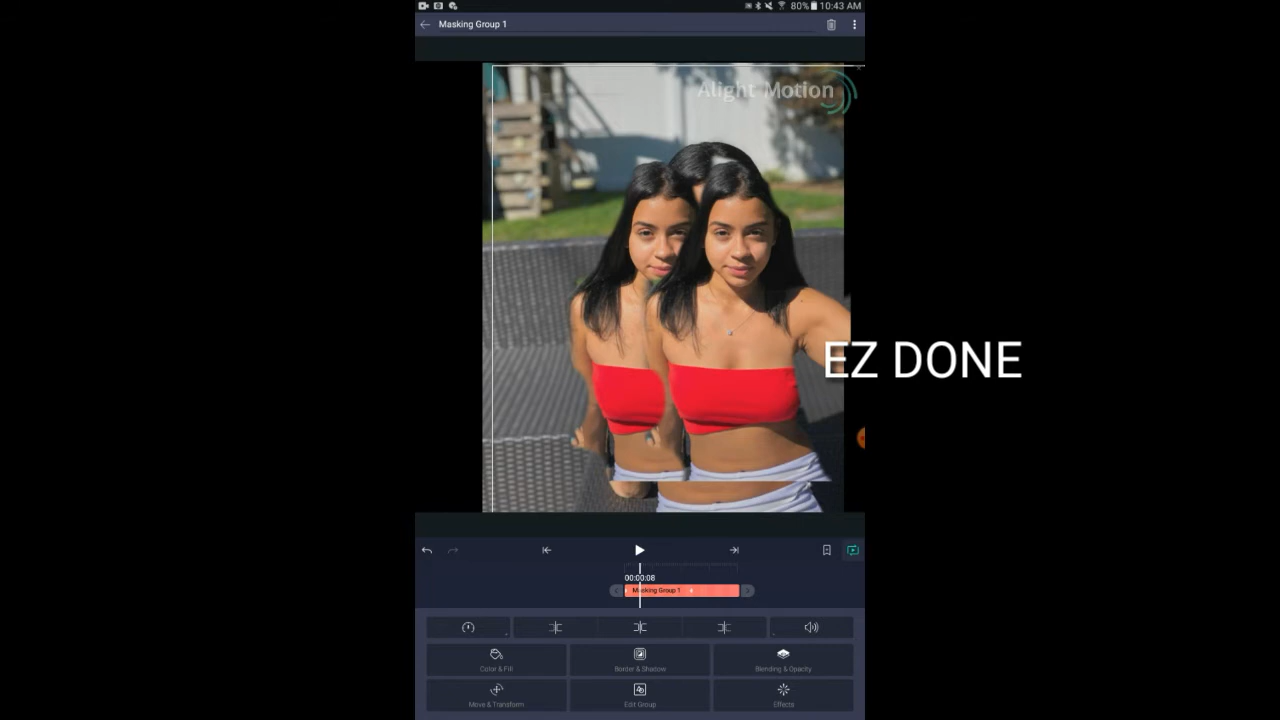 80% 10:43 AM
Masking Group 1
Alight Motion
EZ DONE
00:00:08
Masking Group 1
Color & Fill
Border & Shadow
Blending & Opacity
Move & Transform
Edit Group
Effects